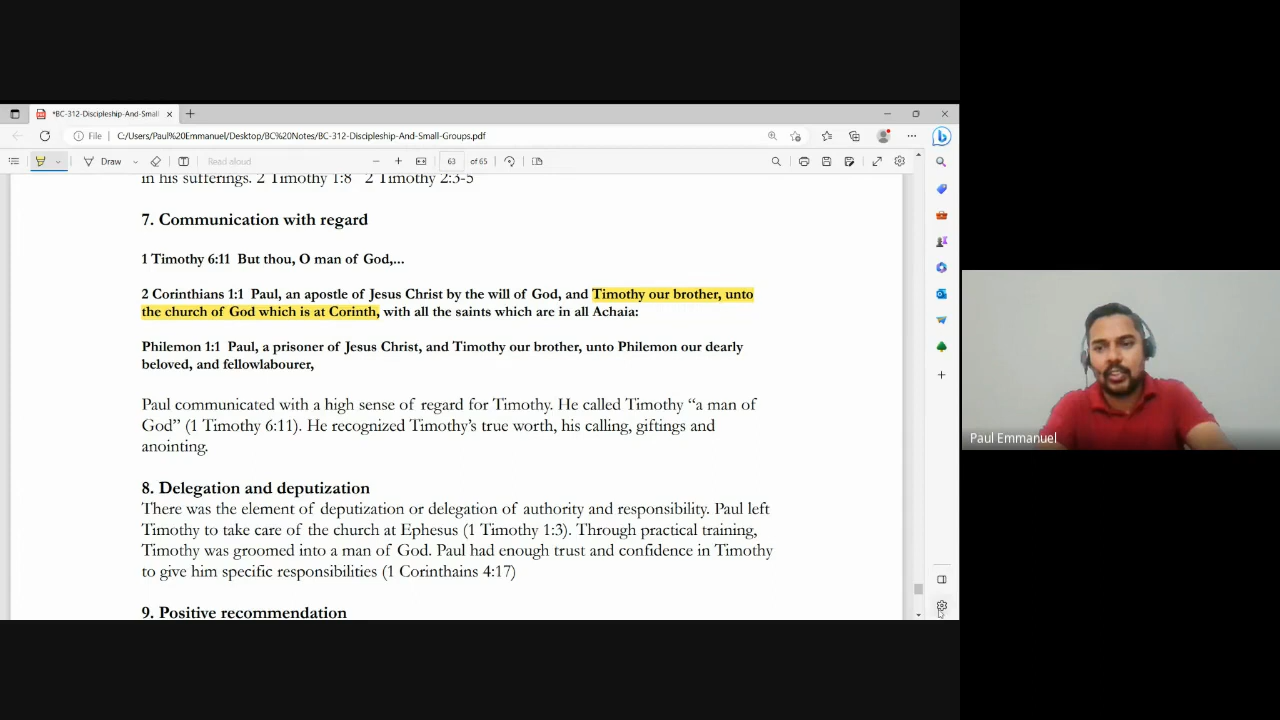 *BC-312-Discipleship-And-Small
File
C:/Users/Paul%20Emmanuel/Desktop/BC%20Notes/BC-312-Discipleship-And-Small-Groups.pdf
Draw
Read aloud
63
of 65
in his sufferings. 2 Timothy 1:8 2 Timothy 2:3-5
7. Communication with regard
1 Timothy 6:11 But thou, O man of God,...
2 Corinthians 1:1 Paul, an apostle of Jesus Christ by the will of God, and Timothy our brother, unto
the church of God which is at Corinth, with all the saints which are in all Achaia:
Philemon 1:1 Paul, a prisoner of Jesus Christ, and Timothy our brother, unto Philemon our dearly
beloved, and fellowlabourer,
Paul communicated with a high sense of regard for Timothy. He called Timothy “a man of
God” (1 Timothy 6:11). He recognized Timothy’s true worth, his calling, giftings and
anointing.
8. Delegation and deputization
There was the element of deputization or delegation of authority and responsibility. Paul left
Timothy to take care of the church at Ephesus (1 Timothy 1:3). Through practical training,
Timothy was groomed into a man of God. Paul had enough trust and confidence in Timothy
to give him specific responsibilities (1 Corinthains 4:17)
9. Positive recommendation
Paul Emmanuel